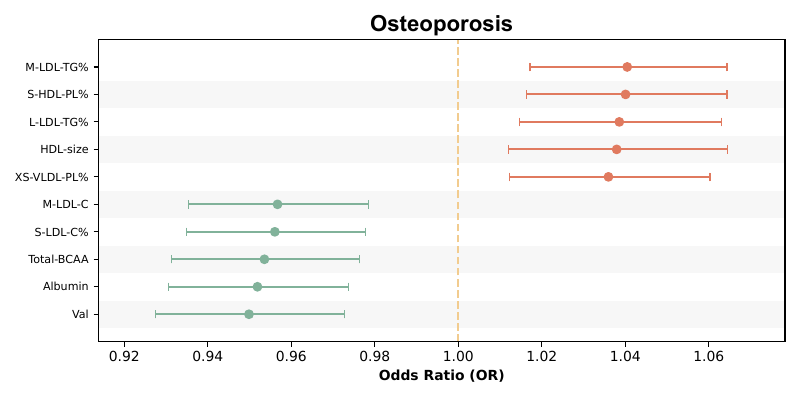 Osteoporosis
M-LDL-TG%
S-HDL-PL%
L-LDL-TG%
HDL-size
XS-VLDL-PL%
M-LDL-C
S-LDL-C%
Total-BCAA
Albumin
Val
0.92 0.94 0.96 0.98 1.00 1.02 1.04 1.06
Odds Ratio (OR)